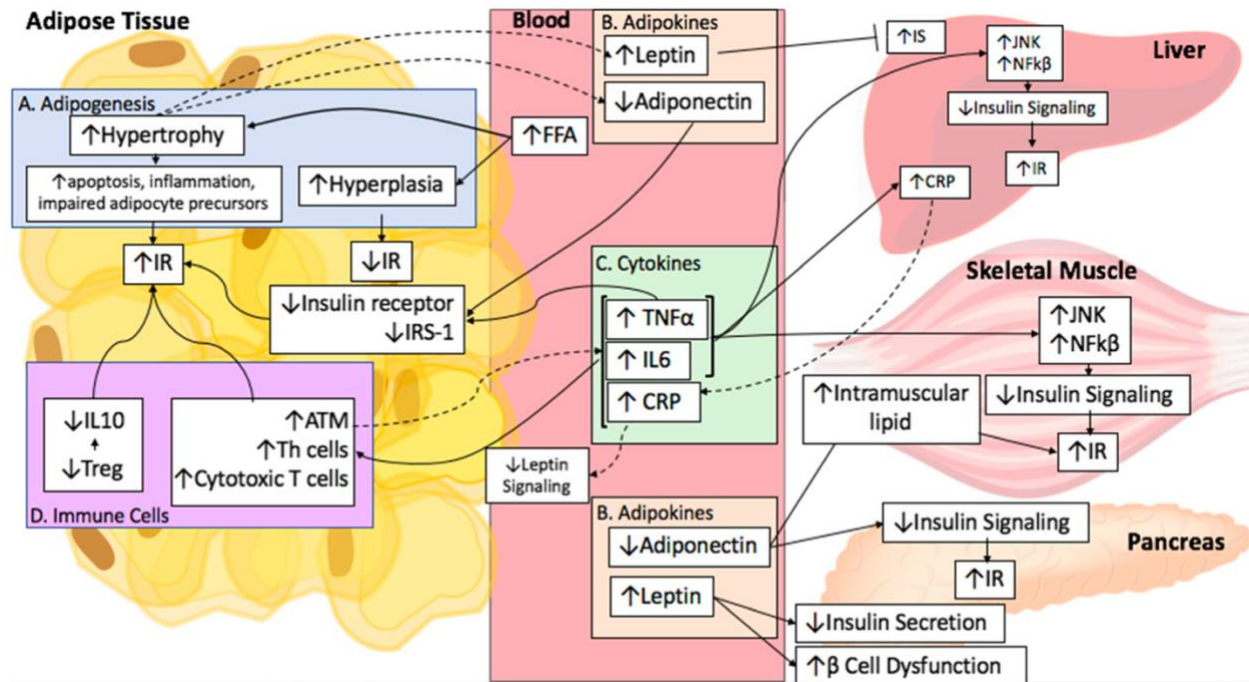 Adipose Tissue
A. Adipogenesis
↑Hypertrophy
↑apoptosis, inflammation,
impaired adipocyte precursors
↑Hyperplasia
↑IR
↓IR
↓Insulin receptor
↓IRS-1
↓IL10
↓Treg
↑ATM
↑Th cells
↑Cytotoxic T cells
D. Immune Cells
Blood
B. Adipokines
↑Leptin
↓Adiponectin
↑FFA
C. Cytokines
↑ TNFα
↑ IL6
↑ CRP
↓Leptin
Signaling
B. Adipokines
↓Adiponectin
↑Leptin
Liver
↑IS
↑JNK
↑NFkβ
↓Insulin Signaling
↑IR
↑CRP
Skeletal Muscle
↑JNK
↑NFkβ
↑Intramuscular
lipid
↓Insulin Signaling
↑IR
Pancreas
↓Insulin Signaling
↑IR
↓Insulin Secretion
↑β Cell Dysfunction